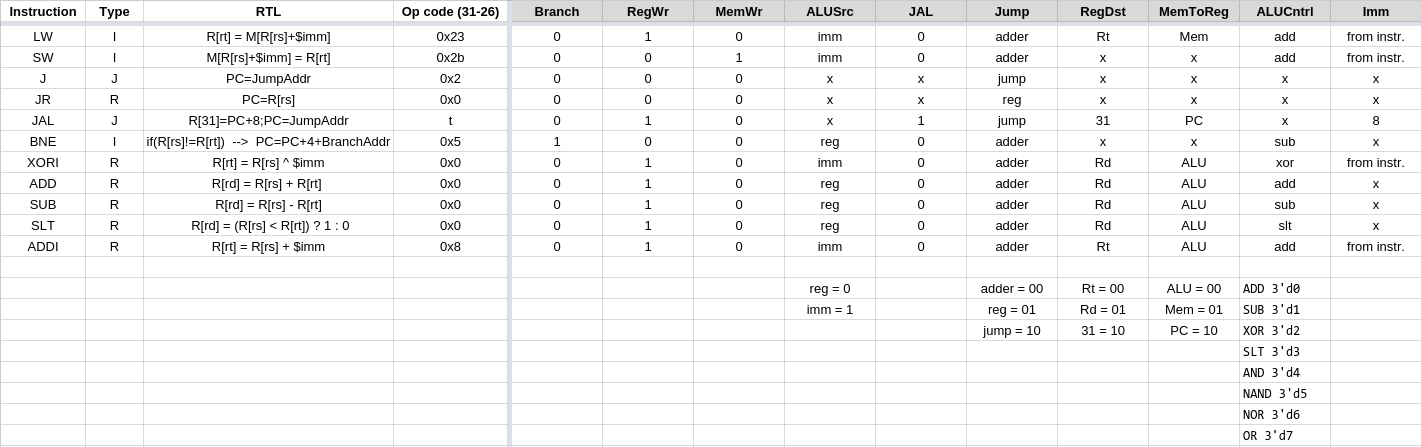 Instruction Type RTL Op code (31-26) Branch RegWr MemWr ALUSrc JAL Jump RegDst MemToReg ALUCntrl Imm
LW I R[rt] = M[R[rs]+$imm] 0x23 0 1 0 imm 0 adder Rt Mem add from instr.
SW I M[R[rs]+$imm] = R[rt] 0x2b 0 0 1 imm 0 adder x x add from instr.
J J PC=JumpAddr 0x2 0 0 0 x x jump x x x x
JR R PC=R[rs] 0x0 0 0 0 x x reg x x x x
JAL J R[31]=PC+8;PC=JumpAddr t 0 1 0 x 1 jump 31 PC x 8
BNE I if(R[rs]!=R[rt]) --> PC=PC+4+BranchAddr 0x5 1 0 0 reg 0 adder x x sub x
XORI R R[rt] = R[rs] ^ $imm 0x0 0 1 0 imm 0 adder Rd ALU xor from instr.
ADD R R[rd] = R[rs] + R[rt] 0x0 0 1 0 reg 0 adder Rd ALU add x
SUB R R[rd] = R[rs] - R[rt] 0x0 0 1 0 reg 0 adder Rd ALU sub x
SLT R R[rd] = (R[rs] < R[rt]) ? 1 : 0 0x0 0 1 0 reg 0 adder Rd ALU slt x
ADDI R R[rt] = R[rs] + $imm 0x8 0 1 0 imm 0 adder Rt ALU add from instr.
reg = 0 adder = 00 Rt = 00 ALU = 00 ADD 3'd0
imm = 1 reg = 01 Rd = 01 Mem = 01 SUB 3'd1
jump = 10 31 = 10 PC = 10 XOR 3'd2
SLT 3'd3
AND 3'd4
NAND 3'd5
NOR 3'd6
OR 3'd7